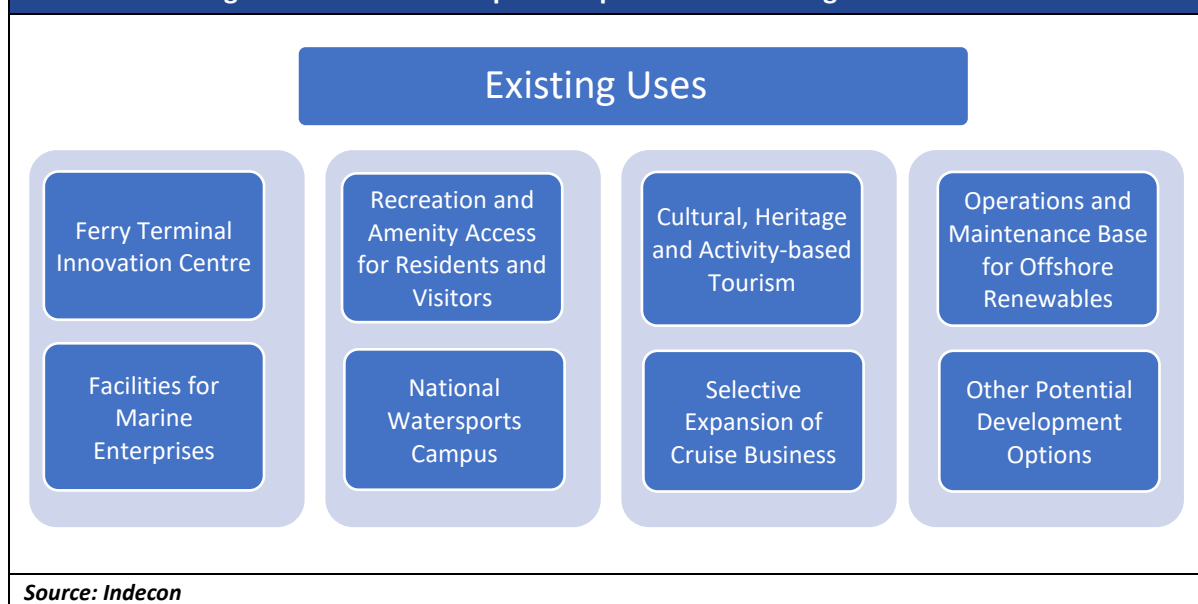 Existing Uses
Ferry Terminal
Innovation Centre
Recreation and
Amenity Access
for Residents and
Visitors
Cultural, Heritage
and Activity-based
Tourism
Operations and
Maintenance Base
for Offshore
Renewables
Facilities for
Marine
Enterprises
National
Watersports
Campus
Selective
Expansion of
Cruise Business
Other Potential
Development
Options
Source: Indecon